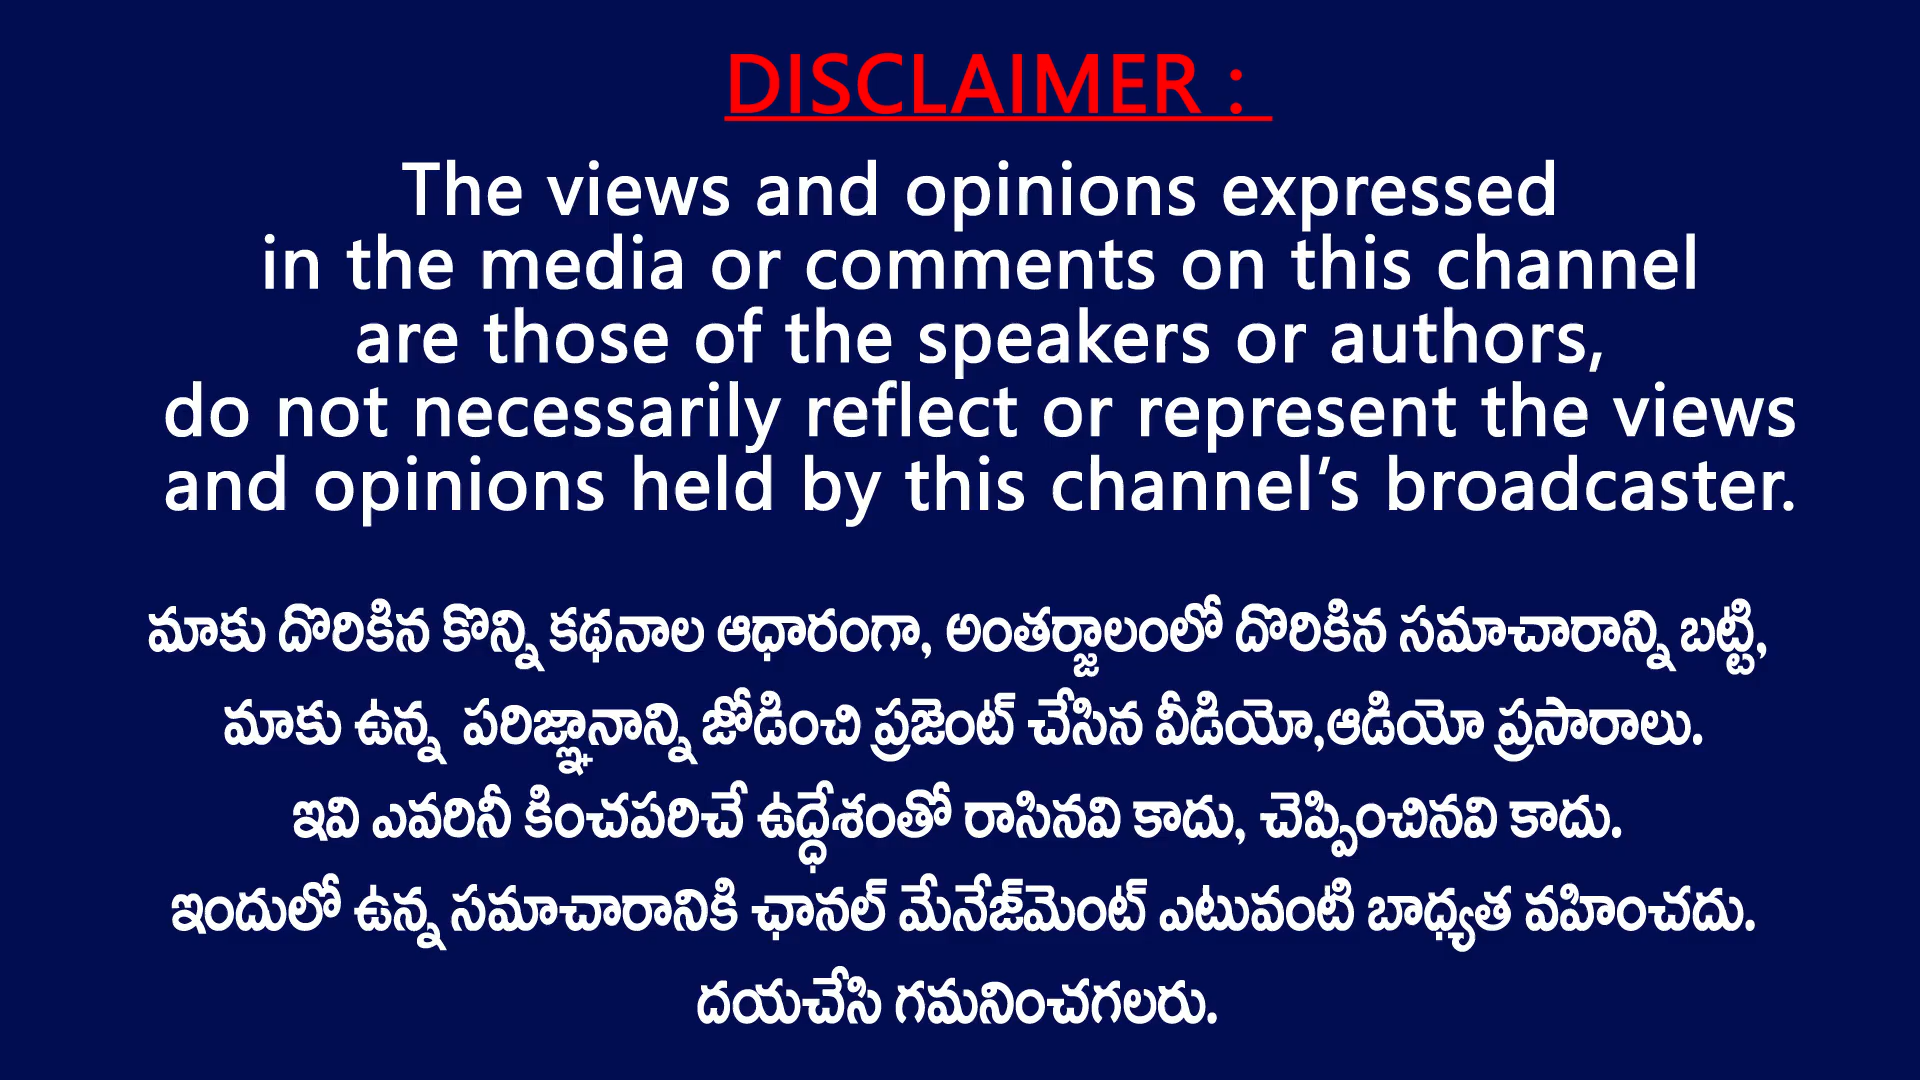 DISCLAIMER :
The views and opinions expressed
in the media or comments on this channel
are those of the speakers or authors,
do not necessarily reflect or represent the views
and opinions held by this channel’s broadcaster.
మాకు దొరికిన కొన్ని కథనాల ఆధారంగా, అంతర్జాలంలో దొరికిన సమాచారాన్ని బట్టి,
మాకు ఉన్న పరిజ్ఞానాన్ని జోడించి ప్రజెంట్ చేసిన వీడియో,ఆడియో ప్రసారాలు.
ఇవి ఎవరినీ కించపరిచే ఉద్ధేశంతో రాసినవి కాదు, చెప్పించినవి కాదు.
ఇందులో ఉన్న సమాచారానికి ఛానల్ మేనేజ్‌మెంట్ ఎటువంటి బాధ్యత వహించదు.
దయచేసి గమనించగలరు.